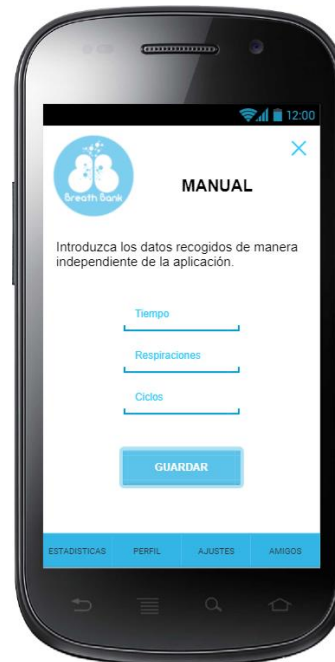 12:00
Breath Bank
MANUAL
Introduzca los datos recogidos de manera
independiente de la aplicación.
Tiempo
Respiraciones
Ciclos
GUARDAR
ESTADISTICAS PERFIL AJUSTES AMIGOS